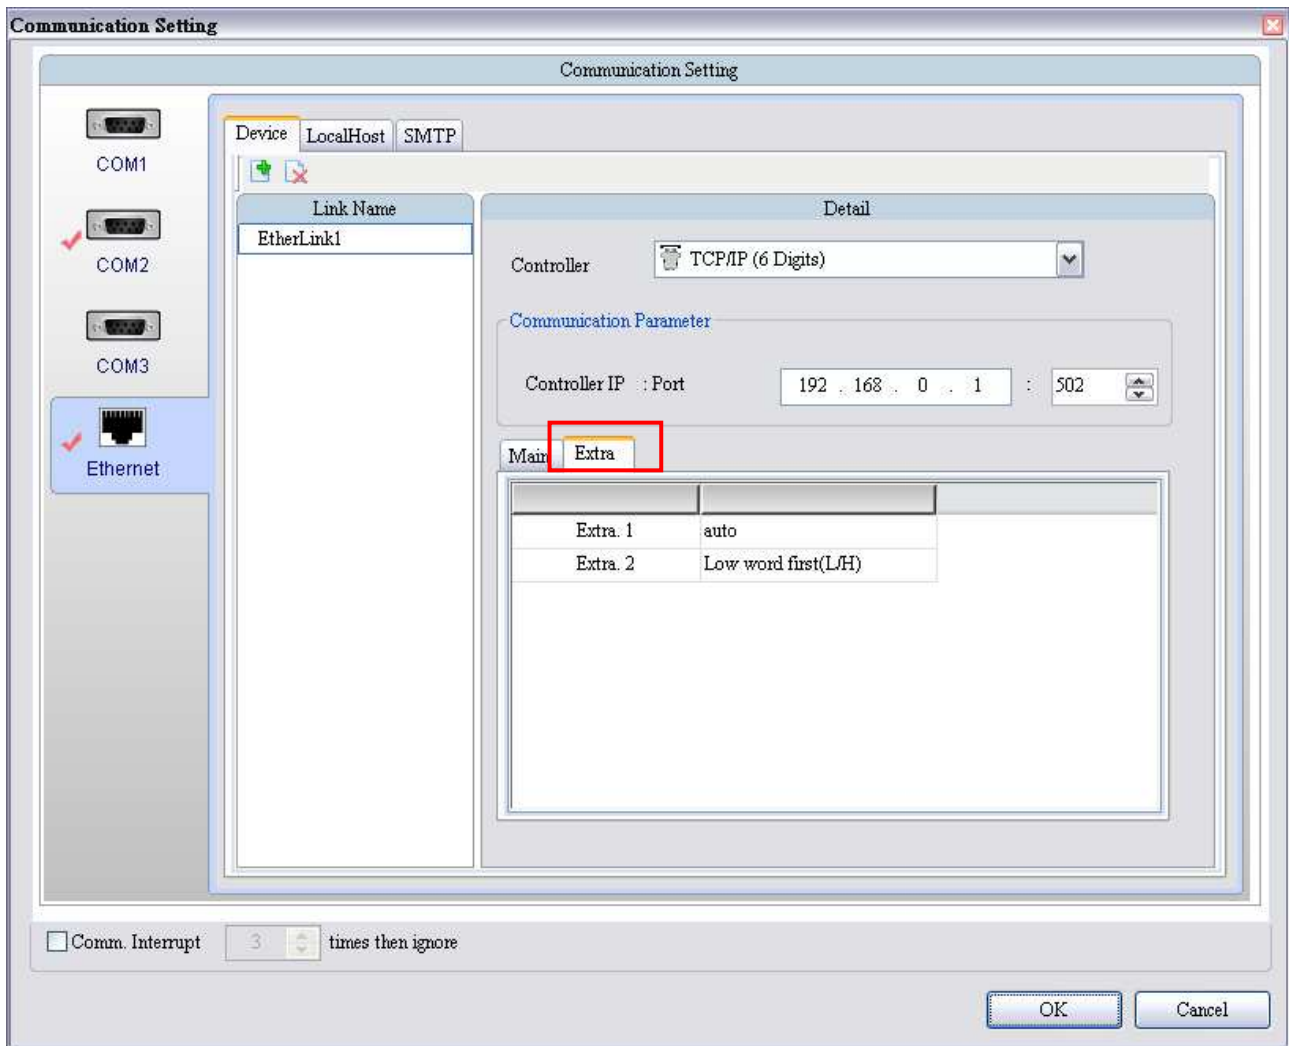 Communication Setting
Communication Setting
COM1
COM2
COM3
Ethernet
Device LocalHost SMTP
Link Name
EtherLink1
Detail
Controller TCP/IP (6 Digits)
Communication Parameter
Controller IP : Port 192 . 168 . 0 . 1 : 502
Main Extra
Extra. 1 auto
Extra. 2 Low word first(L/H)
Comm. Interrupt 3 times then ignore
OK Cancel